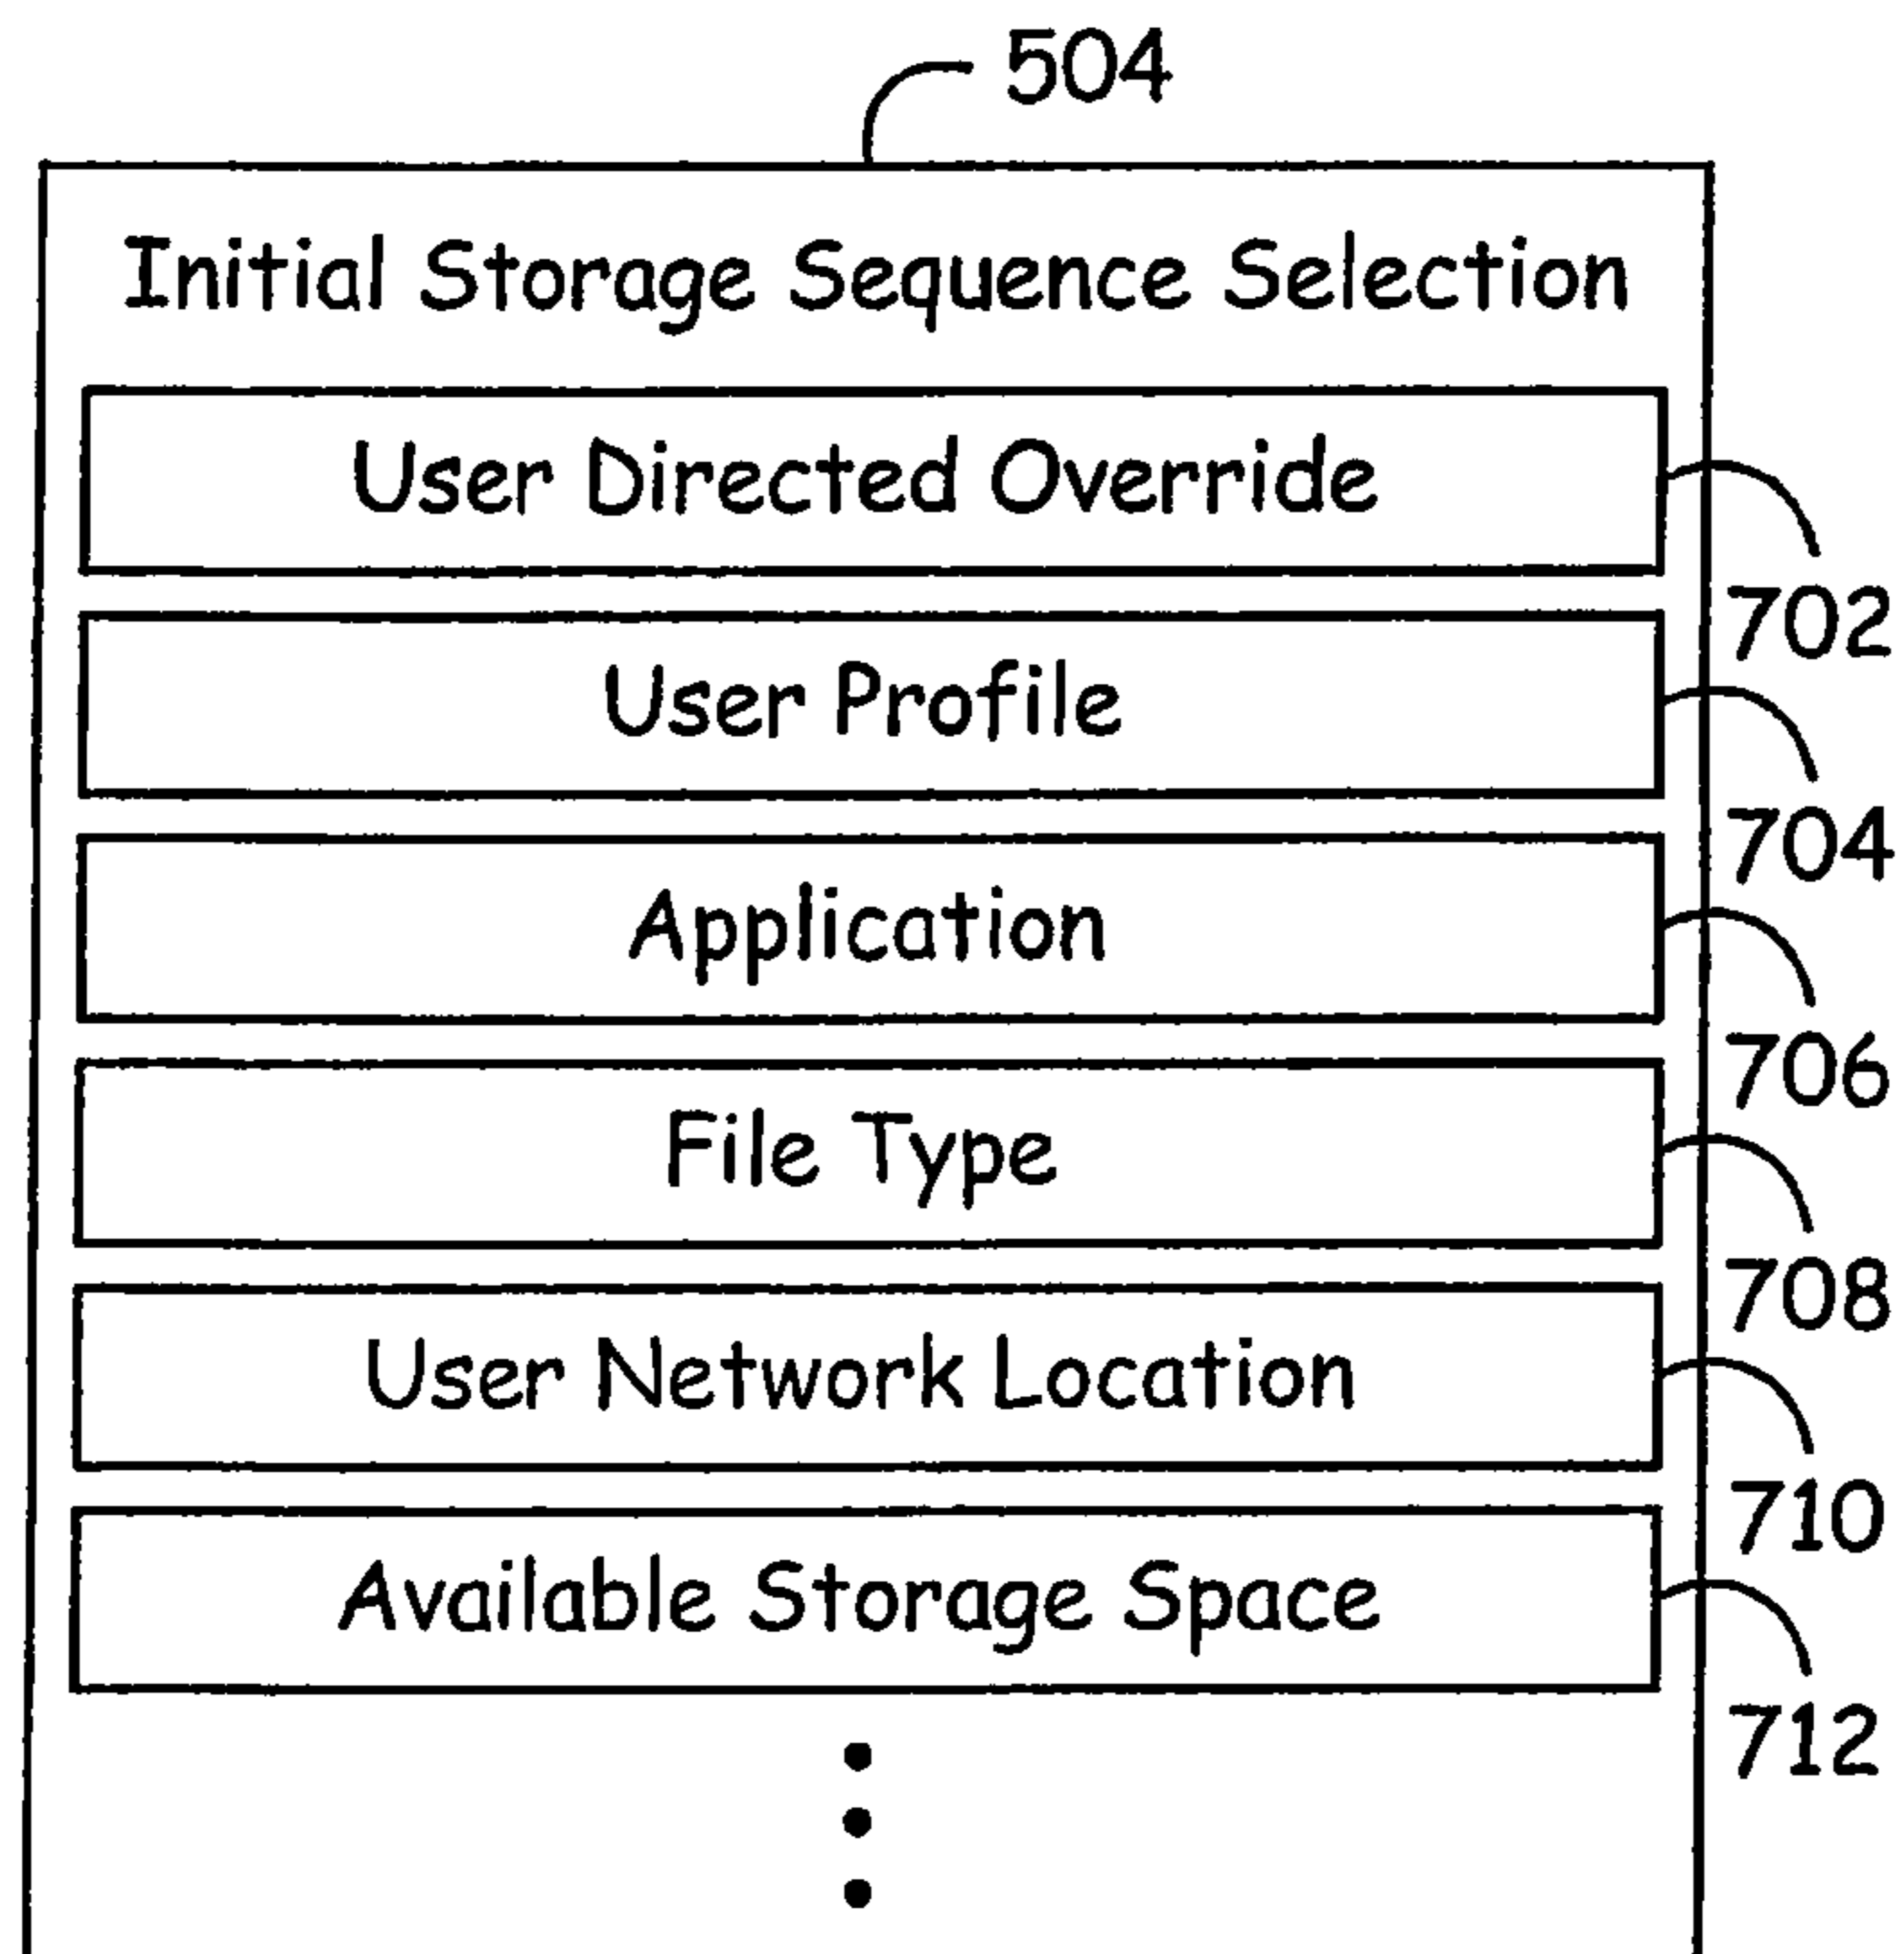 504
Initial Storage Sequence Selection
User Directed Override
702
User Profile
704
Application
706
File Type
708
User Network Location
710
Available Storage Space
712